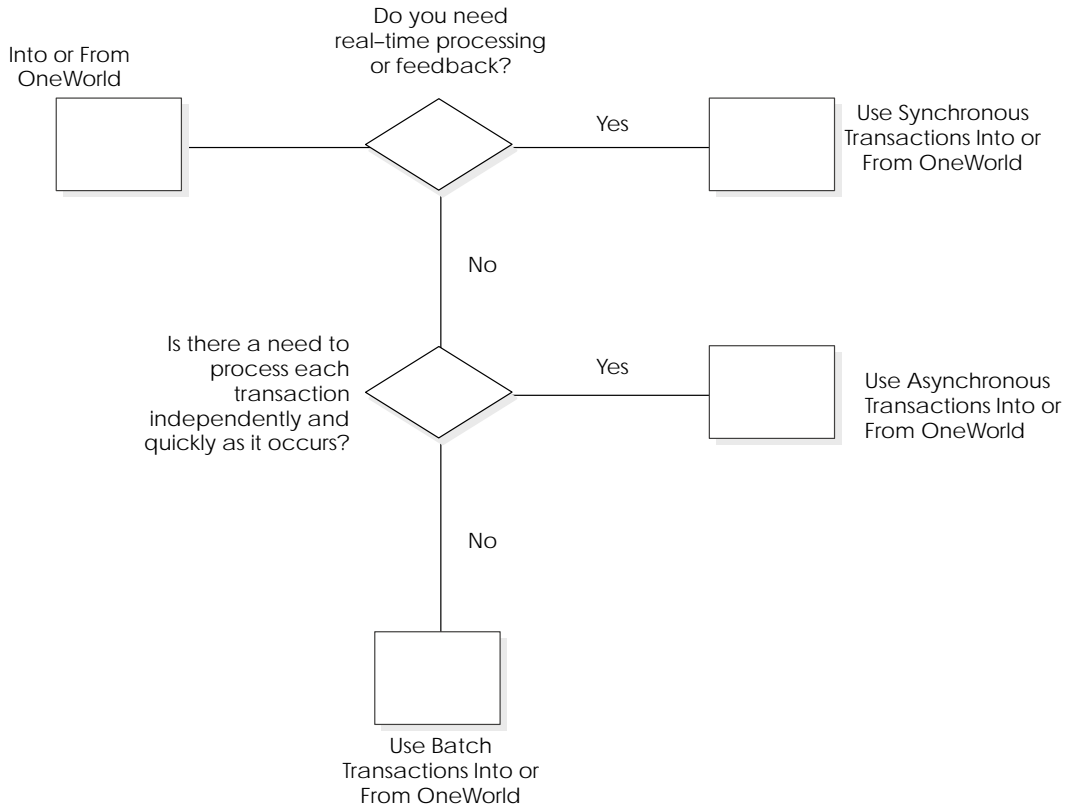 Do you need
real–time processing
or feedback?
Into or From
OneWorld
Yes
Use Synchronous
Transactions Into or
From OneWorld
No
Is there a need to
process each
transaction
independently and
quickly as it occurs?
Yes
Use Asynchronous
Transactions Into or
From OneWorld
No
Use Batch
Transactions Into or
From OneWorld